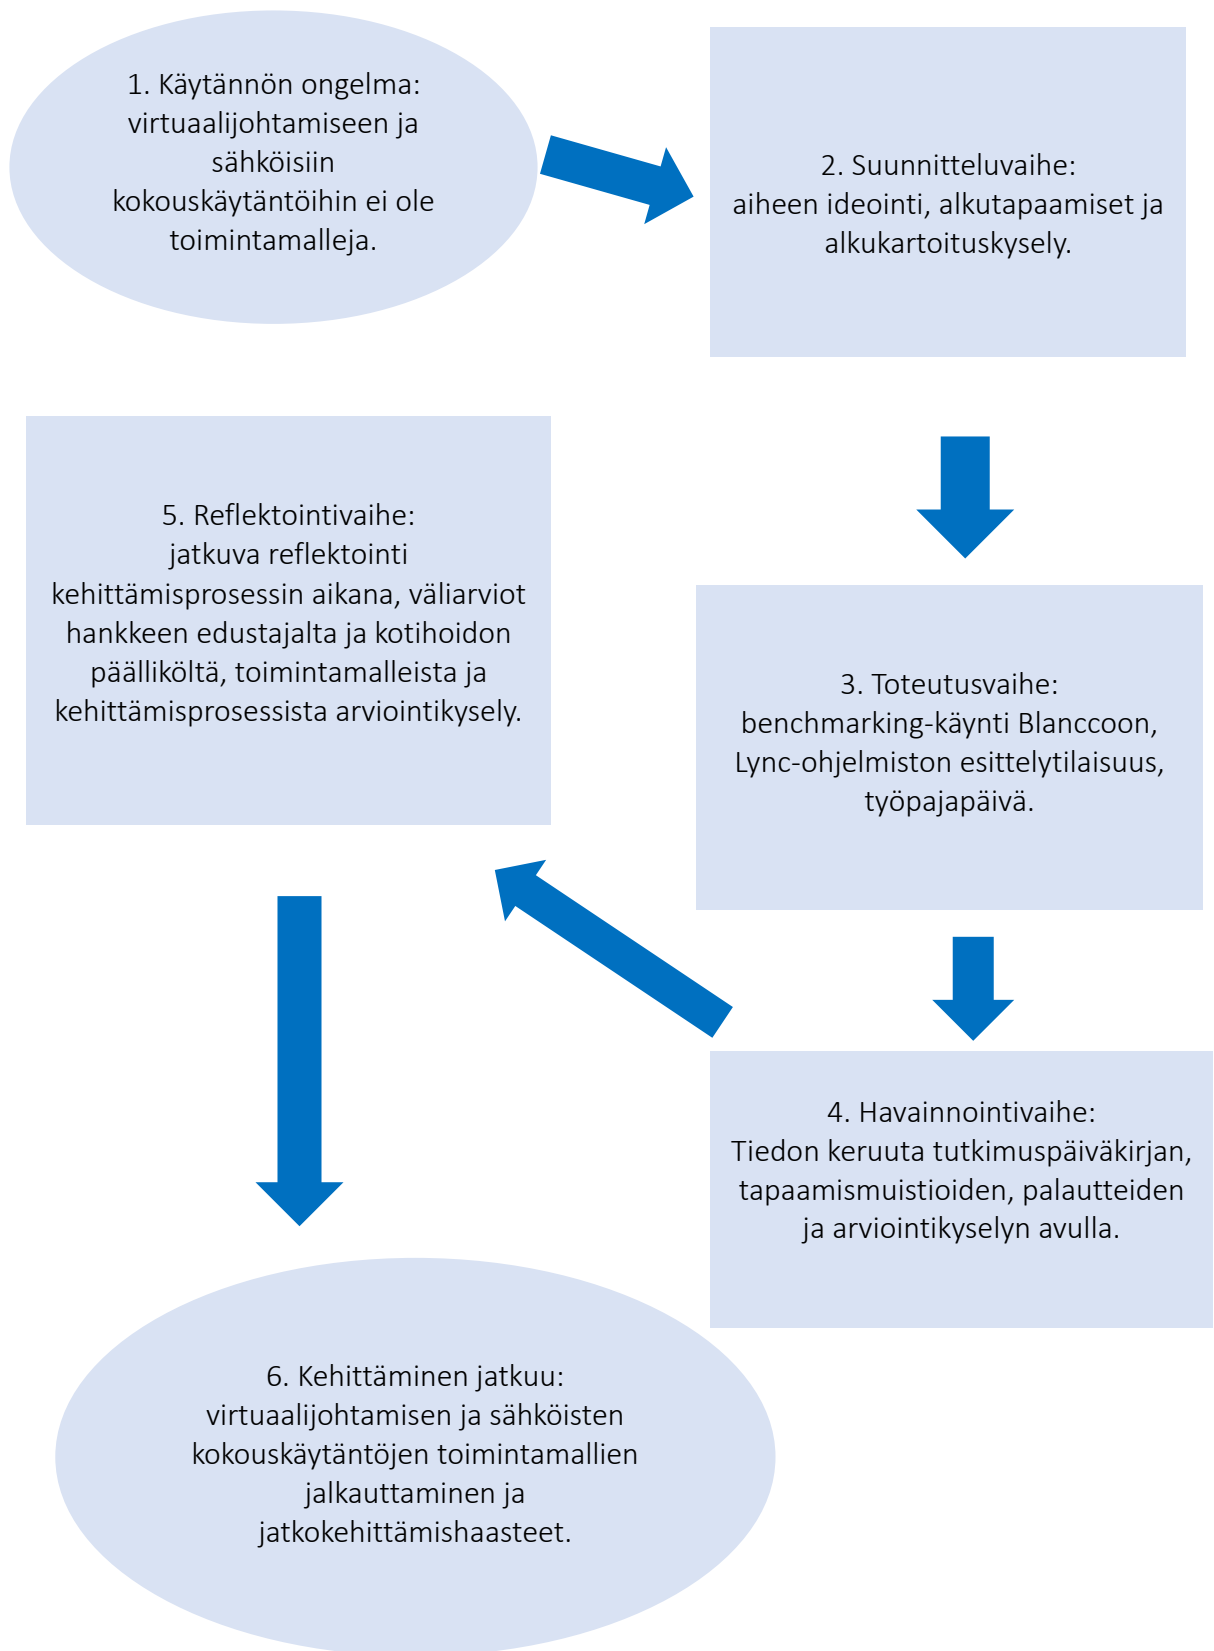 1. Käytännön ongelma:
virtuaalijohtamiseen ja
sähköisiin
kokouskäytäntöihin ei ole
toimintamalleja.
2. Suunnitteluvaihe:
aiheen ideointi, alkutapaamiset ja
alkukartoituskysely.
3. Toteutusvaihe:
benchmarking-käynti Blanccoon,
Lync-ohjelmiston esittelytilaisuus,
työpajapäivä.
4. Havainnointivaihe:
Tiedon keruuta tutkimuspäiväkirjan,
tapaamismuistioiden, palautteiden
ja arviointikyselyn avulla.
5. Reflektointivaihe:
jatkuva reflektointi
kehittämisprosessin aikana, väliarviot
hankkeen edustajalta ja kotihoidon
päälliköltä, toimintamalleista ja
kehittämisprosessista arviointikysely.
6. Kehittäminen jatkuu:
virtuaalijohtamisen ja sähköisten
kokouskäytäntöjen toimintamallien
jalkauttaminen ja
jatkokehittämishaasteet.